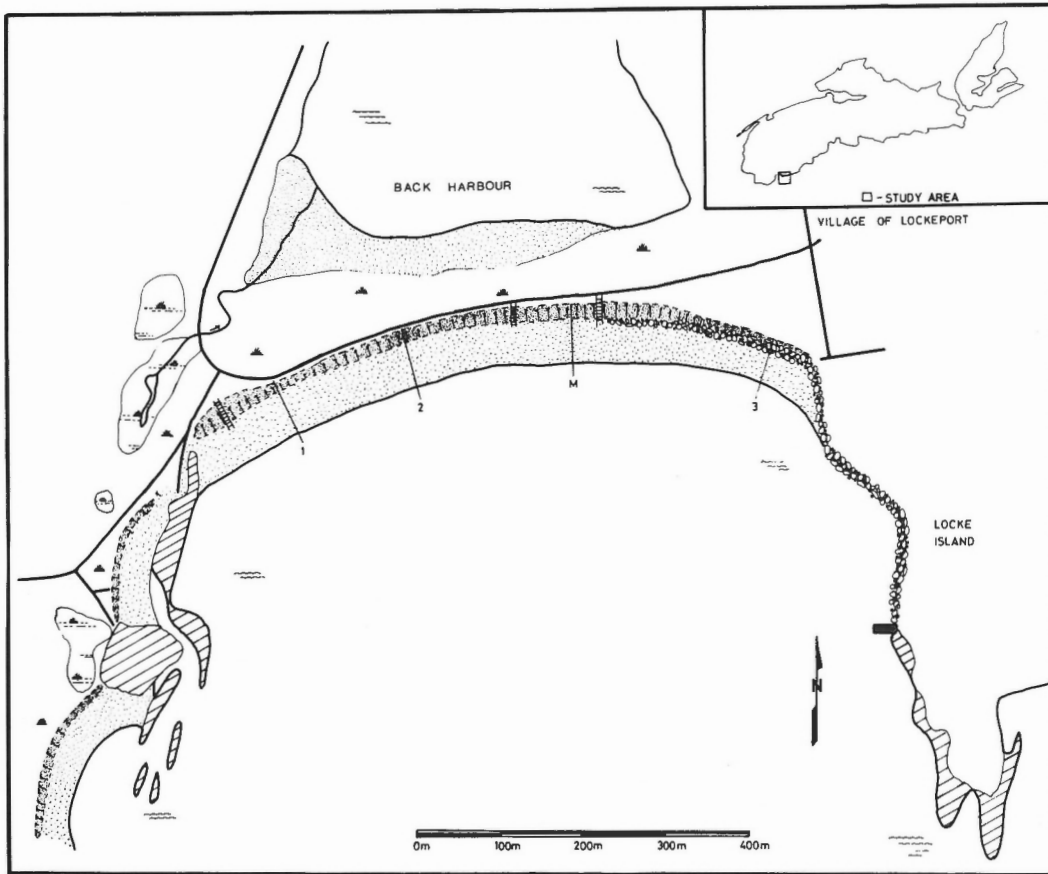 BACK HARBOUR
□ - STUDY AREA
VILLAGE OF LOCKEPORT
1
2
M
3
LOCKE
ISLAND
N
0m 100m 200m 300m 400m